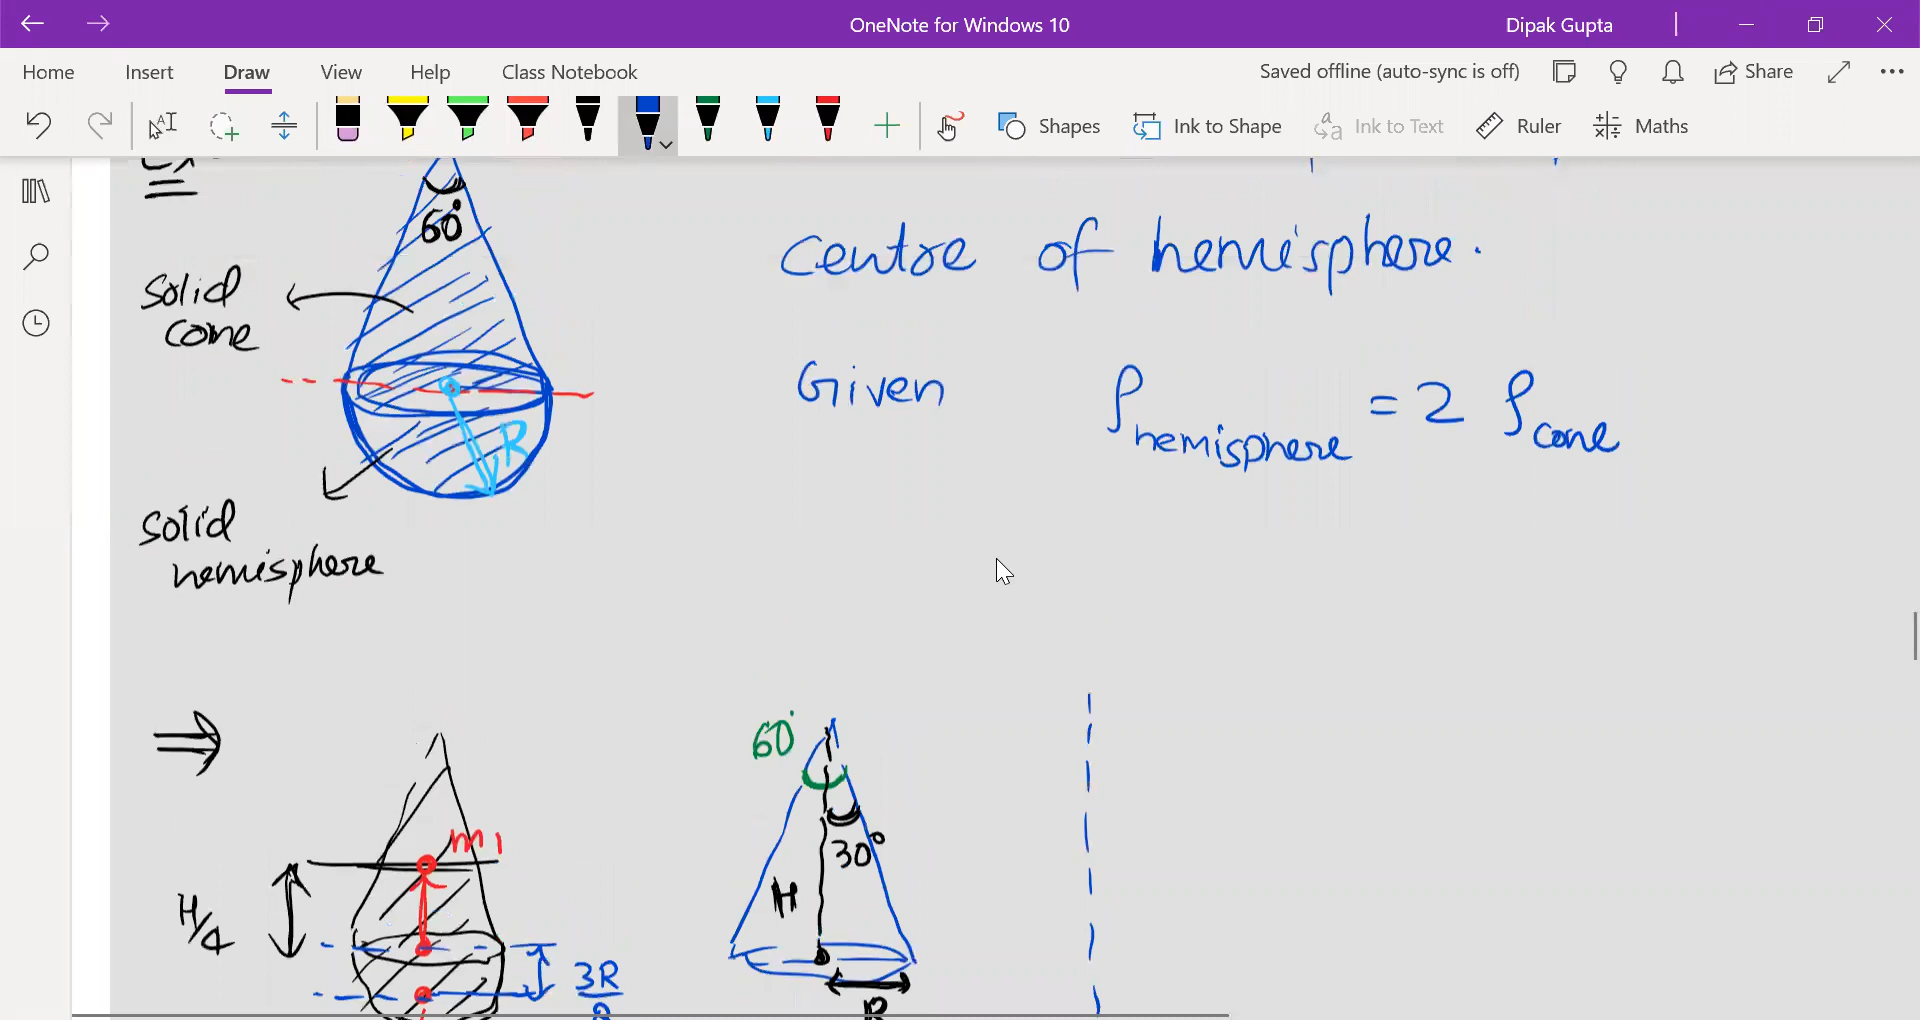 OneNote for Windows 10
Dipak Gupta
Home Insert Draw View Help Class Notebook
Saved offline (auto-sync is off) Share
Shapes Ink to Shape Ink to Text Ruler Maths
60°
Centre of hemisphere.
solid
cone
Given ρhemisphere = 2 ρcone
R
solid
hemisphere
⇒
60°
m1
30°
H/4
H
3R
R